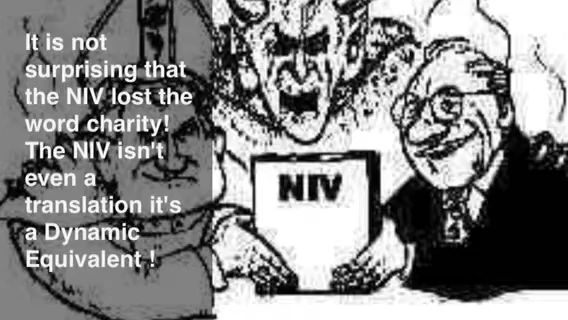 It is not
surprising that
the NIV lost the
word charity!
The NIV isn't
even a
translation it's
a Dynamic
Equivalent !
NIV